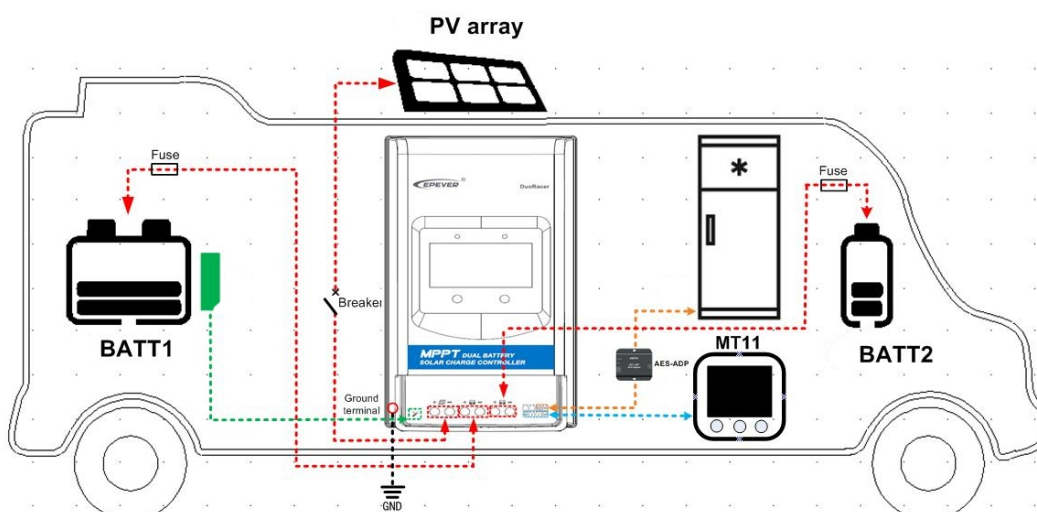 PV array
Fuse
EPEVER ®
DuoRacer
Fuse
Breaker
BATT1
MPPT DUAL BATTERY
SOLAR CHARGE CONTROLLER
AES-ADP
MT11
BATT2
Ground
terminal
GND